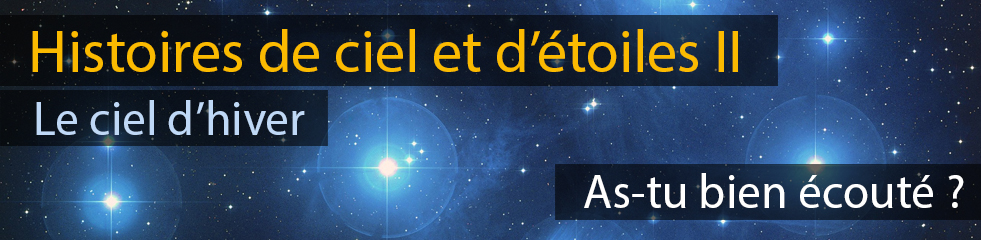 Histoires de ciel et d’étoiles II
Le ciel d’hiver
As-tu bien écouté ?